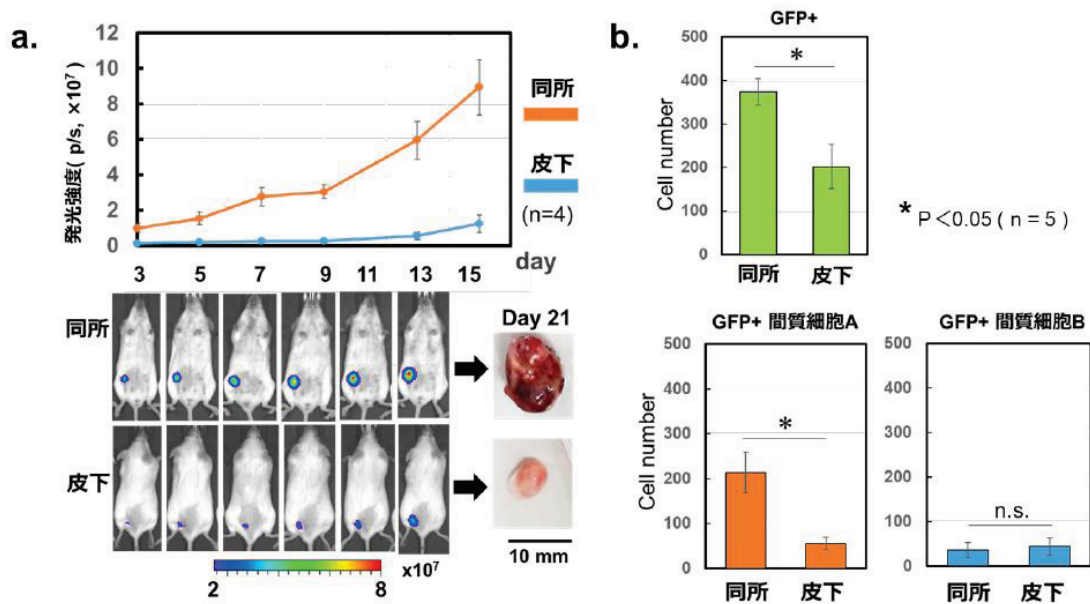 a.
発光強度( p/s, ×10⁷)
12
10
8
6
4
2
0
3 5 7 9 11 13 15 day
同所
皮下
(n=4)
同所
皮下
Day 21
10 mm
2 8 x10⁷
b.
GFP+
Cell number
500
400
300
200
100
0
*
同所 皮下
* P<0.05 ( n = 5 )
GFP+ 間質細胞A
Cell number
500
400
300
200
100
0
*
同所 皮下
GFP+ 間質細胞B
Cell number
500
400
300
200
100
0
n.s.
同所 皮下